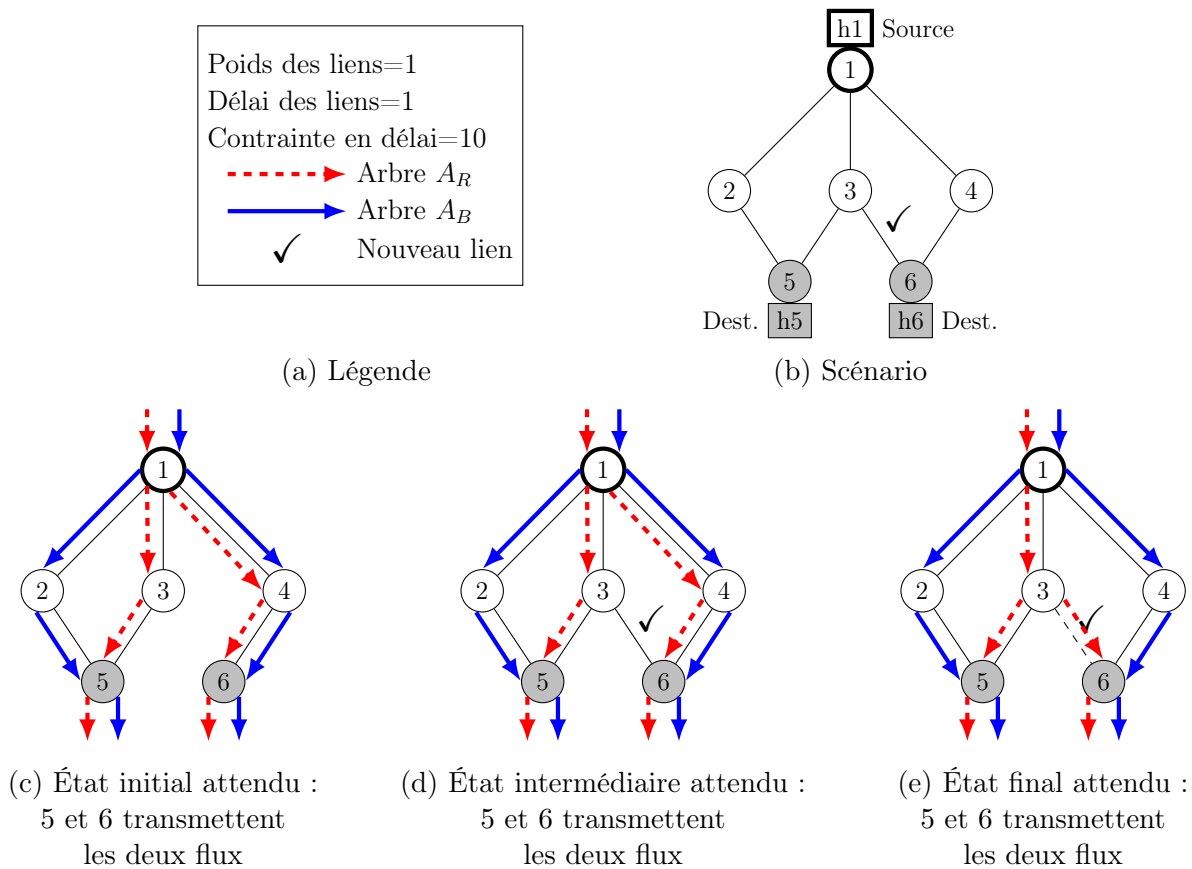 Poids des liens=1
Délai des liens=1
Contrainte en délai=10
Arbre A_R
Arbre A_B
✓ Nouveau lien
(a) Légende
h1 Source
1
2 3 4
✓
5 6
Dest. h5 h6 Dest.
(b) Scénario
1
2 3 4
5 6
(c) État initial attendu :
5 et 6 transmettent
les deux flux
1
2 3 4
✓
5 6
(d) État intermédiaire attendu :
5 et 6 transmettent
les deux flux
1
2 3 4
✓
5 6
(e) État final attendu :
5 et 6 transmettent
les deux flux